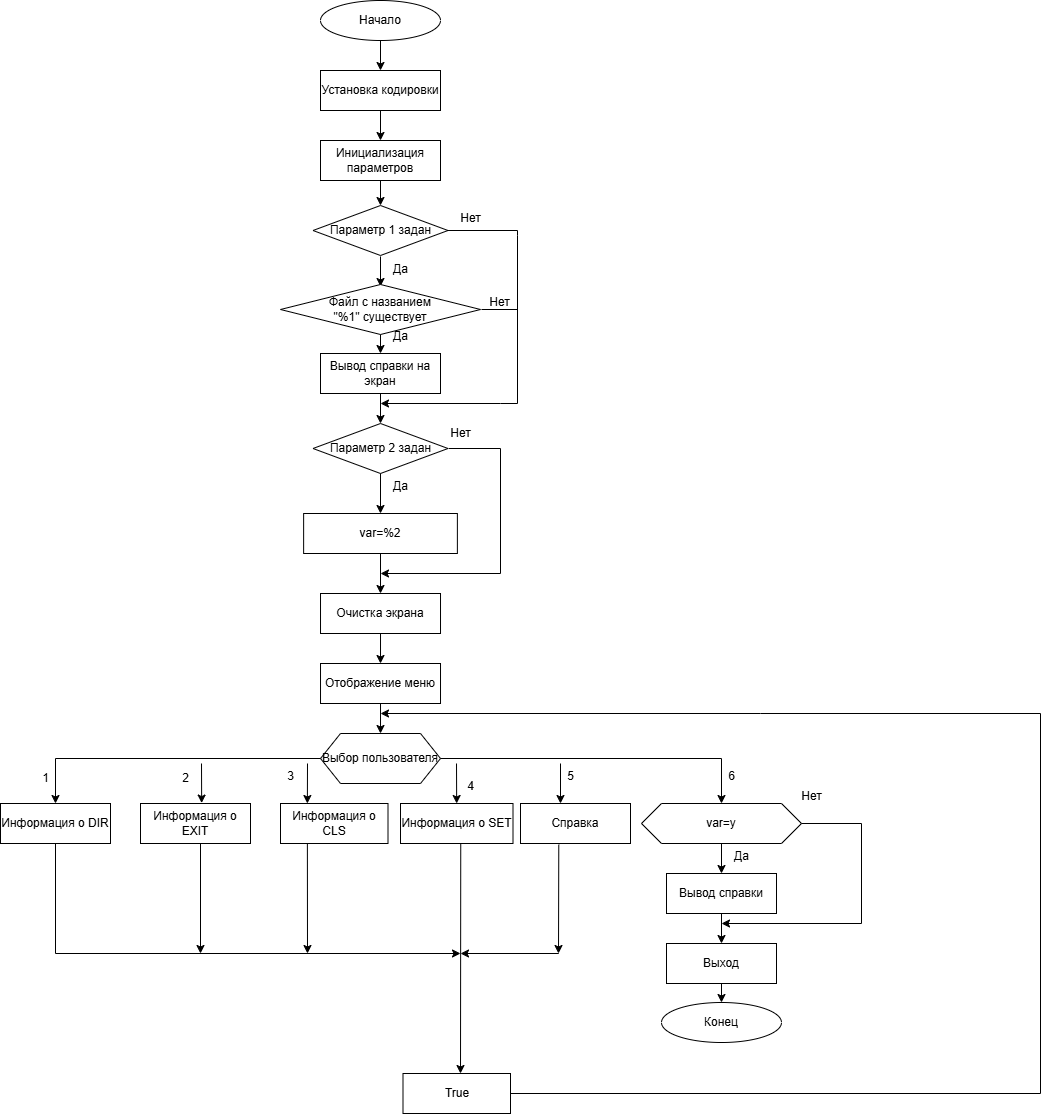 Начало
Установка кодировки
Инициализация
параметров
Нет
Параметр 1 задан
Да
Файл с названием
"%1" существует
Нет
Да
Вывод справки на
экран
Нет
Параметр 2 задан
Да
var=%2
Очистка экрана
Отображение меню
Выбор пользователя
1
2
3
4
5
6
Нет
Информация о DIR
Информация о
EXIT
Информация о
CLS
Информация о SET
Справка
var=y
Да
Вывод справки
Выход
Конец
True